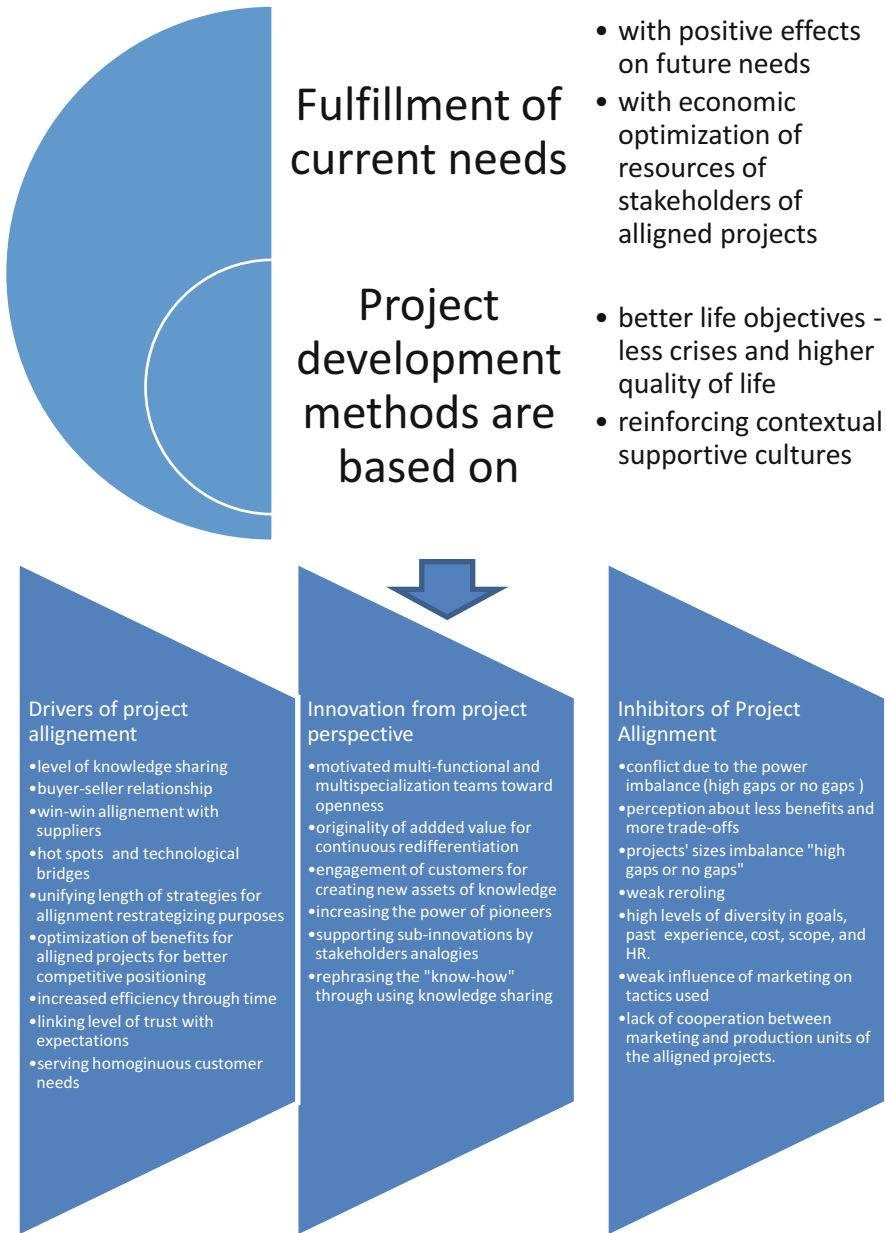 Fulfillment of
current needs
• with positive effects
on future needs
• with economic
optimization of
resources of
stakeholders of
alligned projects
Project
development
methods are
based on
• better life objectives -
less crises and higher
quality of life
• reinforcing contextual
supportive cultures
Drivers of project
allignement
•level of knowledge sharing
•buyer-seller relationship
•win-win allignement with
suppliers
•hot spots and technological
bridges
•unifying length of strategies for
allignment restrategizing purposes
•optimization of benefits for
alligned projects for better
competitive positioning
•increased efficiency through time
•linking level of trust with
expectations
•serving homoginuous customer
needs
Innovation from project
perspective
•motivated multi-functional and
multispecialization teams toward
openness
•originality of addded value for
continuous redifferentiation
•engagement of customers for
creating new assets of knowledge
•increasing the power of pioneers
•supporting sub-innovations by
stakeholders analogies
•rephrasing the "know-how"
through using knowledge sharing
Inhibitors of Project
Allignment
•conflict due to the power
imbalance (high gaps or no gaps )
•perception about less benefits and
more trade-offs
•projects' sizes imbalance "high
gaps or no gaps"
•weak reroling
•high levels of diversity in goals,
past experience, cost, scope, and
HR.
•weak influence of marketing on
tactics used
•lack of cooperation between
marketing and production units of
the alligned projects.